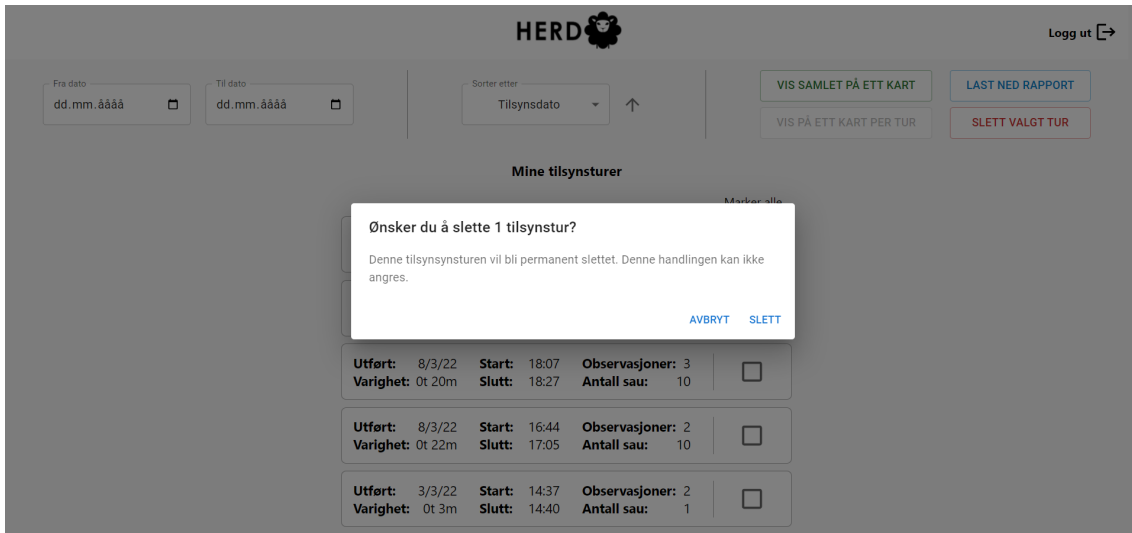 HERD
Logg ut
Fra dato
dd.mm.åååå
Til dato
dd.mm.åååå
Sorter etter
Tilsynsdato
VIS SAMLET PÅ ETT KART
LAST NED RAPPORT
VIS PÅ ETT KART PER TUR
SLETT VALGT TUR
Mine tilsynsturer
Marker alle
Ønsker du å slette 1 tilsynstur?
Denne tilsynsynsturen vil bli permanent slettet. Denne handlingen kan ikke
angres.
AVBRYT SLETT
Utført: 8/3/22 Start: 18:07 Observasjoner: 3
Varighet: 0t 20m Slutt: 18:27 Antall sau: 10
Utført: 8/3/22 Start: 16:44 Observasjoner: 2
Varighet: 0t 22m Slutt: 17:05 Antall sau: 10
Utført: 3/3/22 Start: 14:37 Observasjoner: 2
Varighet: 0t 3m Slutt: 14:40 Antall sau: 1